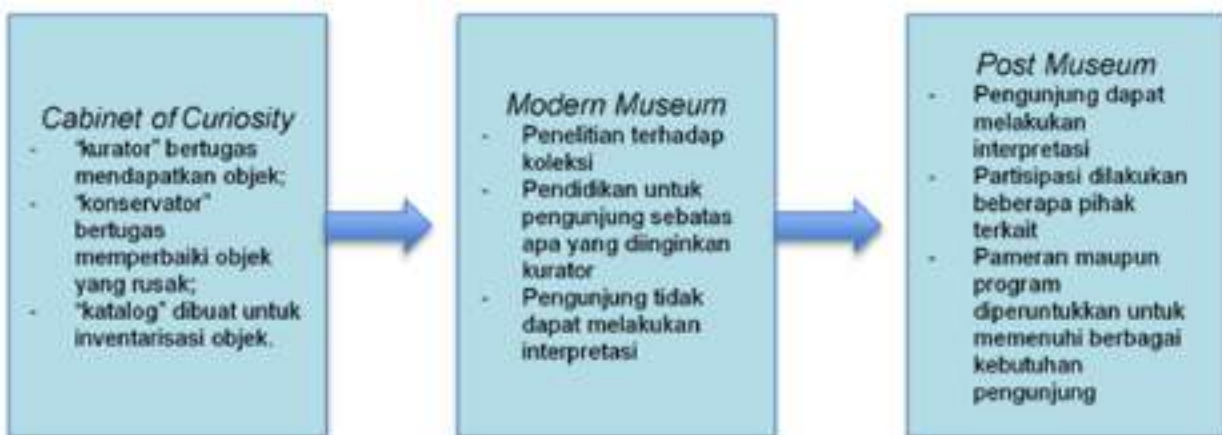 Cabinet of Curiosity
- "kurator" bertugas
mendapatkan objek;
- "konservator"
bertugas
memperbaiki objek
yang rusak;
- "katalog" dibuat untuk
inventarisasi objek.
Modern Museum
- Penelitian terhadap
koleksi
- Pendidikan untuk
pengunjung sebatas
apa yang diinginkan
kurator
- Pengunjung tidak
dapat melakukan
interpretasi
Post Museum
- Pengunjung dapat
melakukan
interpretasi
- Partisipasi dilakukan
beberapa pihak
terkait
- Pameran maupun
program
diperuntukkan untuk
memenuhi berbagai
kebutuhan
pengunjung